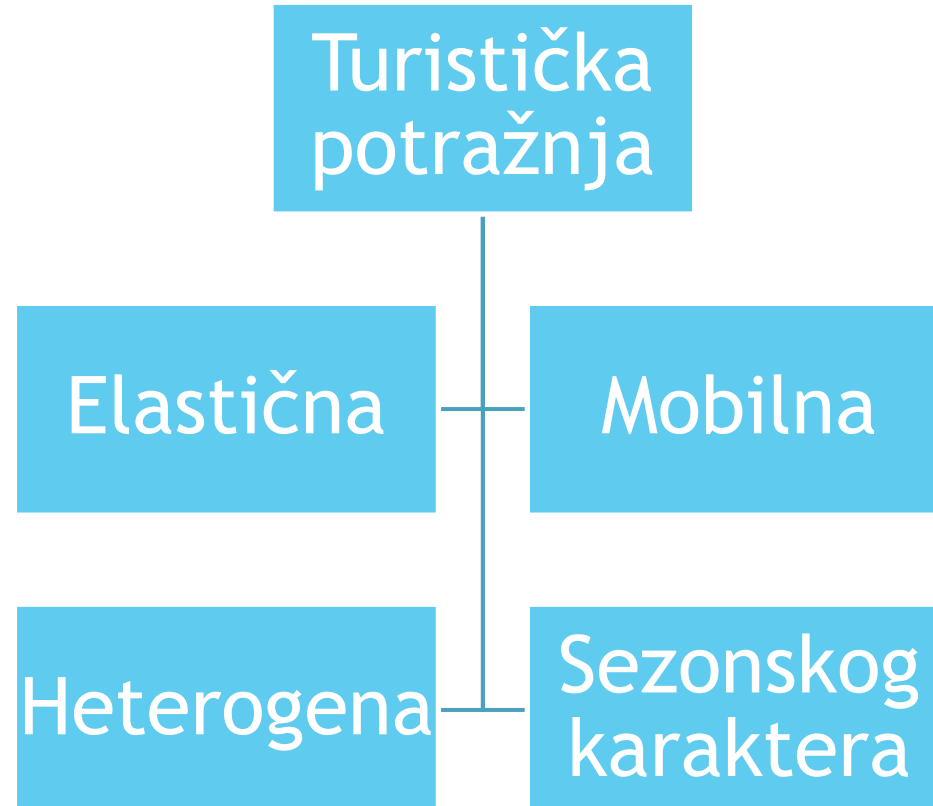 Turistička
potražnja
Elastična
Mobilna
Heterogena
Sezonskog
karaktera